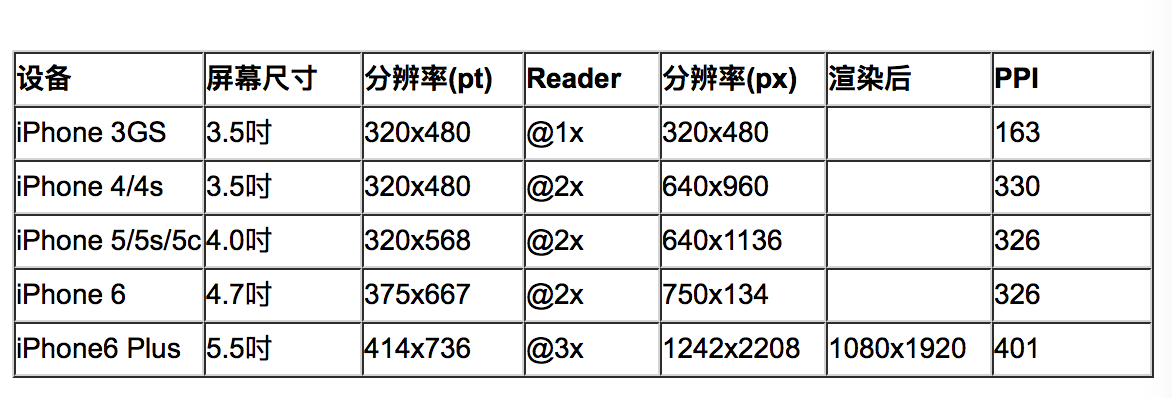 设备 屏幕尺寸 分辨率(pt) Reader 分辨率(px) 渲染后 PPI
iPhone 3GS 3.5吋 320x480 @1x 320x480 163
iPhone 4/4s 3.5吋 320x480 @2x 640x960 330
iPhone 5/5s/5c 4.0吋 320x568 @2x 640x1136 326
iPhone 6 4.7吋 375x667 @2x 750x134 326
iPhone6 Plus 5.5吋 414x736 @3x 1242x2208 1080x1920 401